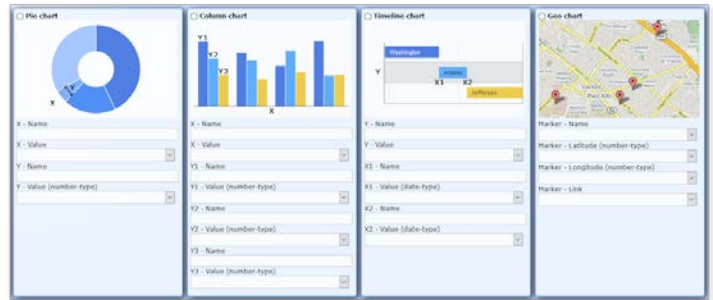 Pie chart
Y
X
X - Name
X - Value
Y - Name
Y - Value (number-type)
Column chart
Y1
Y2
Y3
X
X - Name
X - Value
Y1 - Name
Y1 - Value (number-type)
Y2 - Name
Y2 - Value (number-type)
Y3 - Name
Y3 - Value (number-type)
Timeline chart
Washington
Y
Adams
X1
X2
Jefferson
Y - Name
Y - Value
X1 - Name
X1 - Value (date-type)
X2 - Name
X2 - Value (date-type)
Geo chart
Marker - Name
Marker - Latitude (number-type)
Marker - Longitude (number-type)
Marker - Link